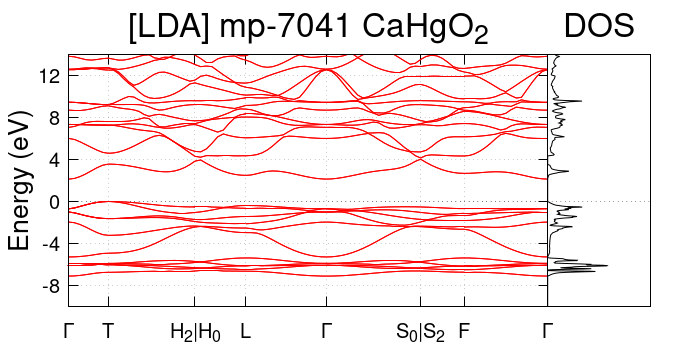 [LDA] mp-7041 CaHgO₂ DOS
Energy (eV)
12
8
4
0
-4
-8
Γ T H₂|H₀ L Γ S₀|S₂ F Γ